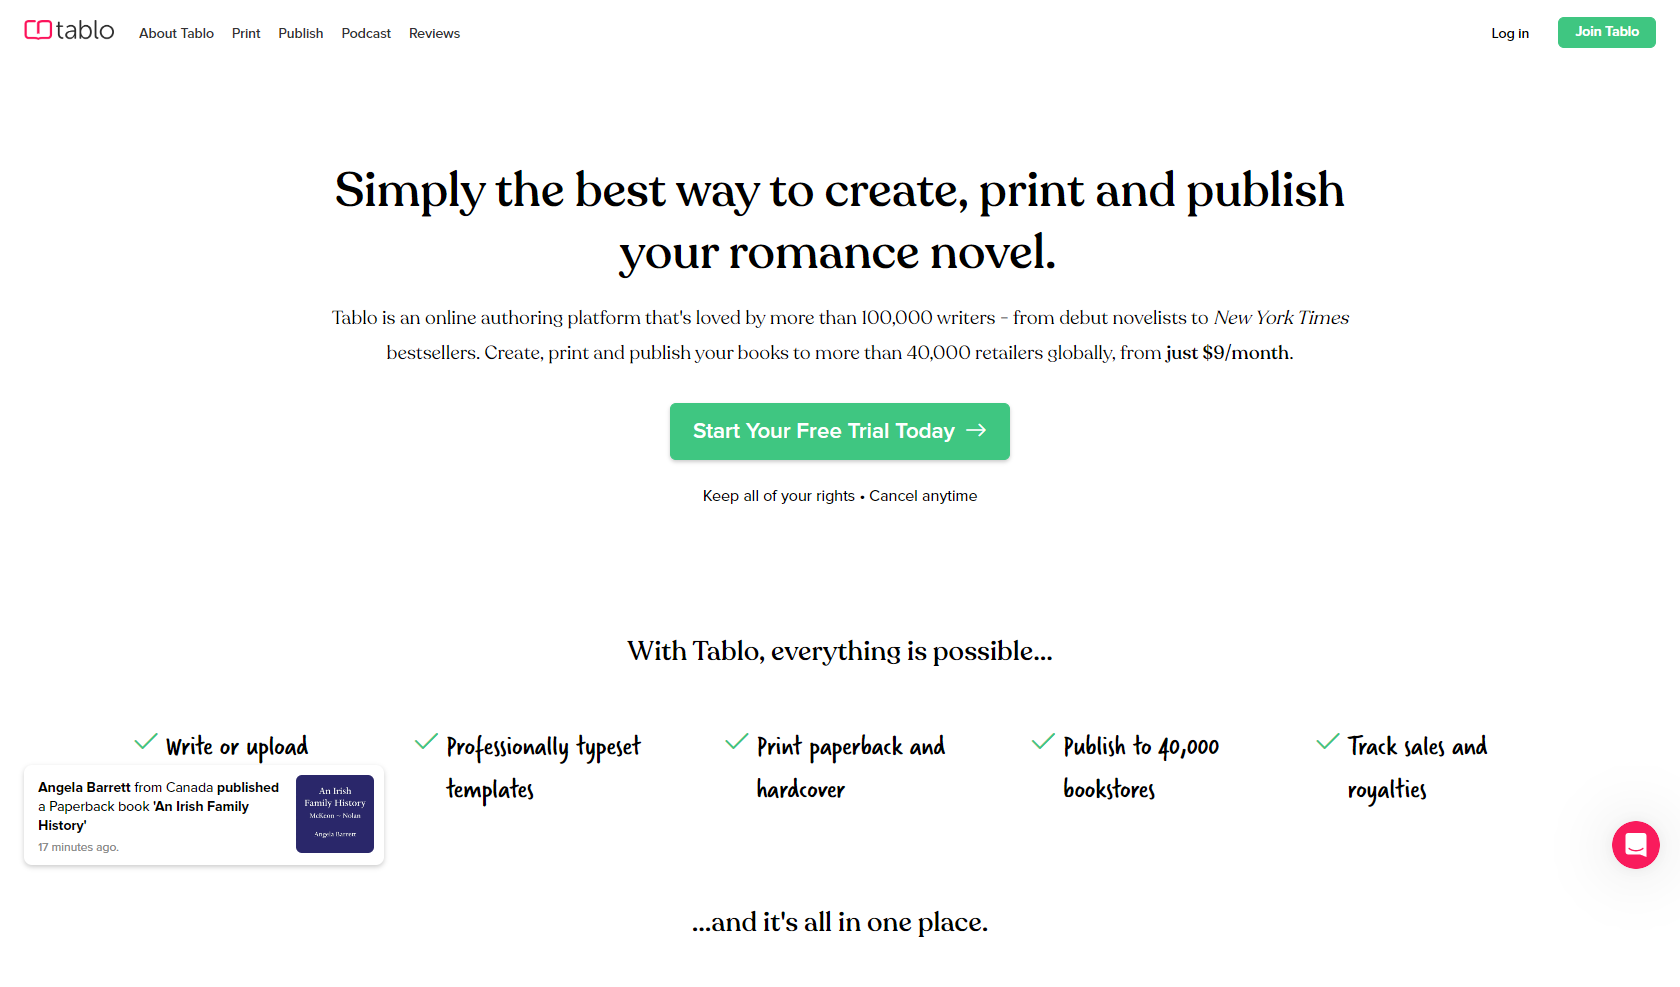 tablo
About Tablo Print Publish Podcast Reviews
Log in
Join Tablo
Simply the best way to create, print and publish
your romance novel.
Tablo is an online authoring platform that's loved by more than 100,000 writers - from debut novelists to New York Times
bestsellers. Create, print and publish your books to more than 40,000 retailers globally, from just $9/month.
Start Your Free Trial Today →
Keep all of your rights • Cancel anytime
With Tablo, everything is possible...
Write or upload
Professionally typeset
templates
Print paperback and
hardcover
Publish to 40,000
bookstores
Track sales and
royalties
Angela Barrett from Canada published
a Paperback book 'An Irish Family
History'
17 minutes ago.
An Irish
Family History
McKeon ~ Nolan
Angela Barrett
...and it's all in one place.